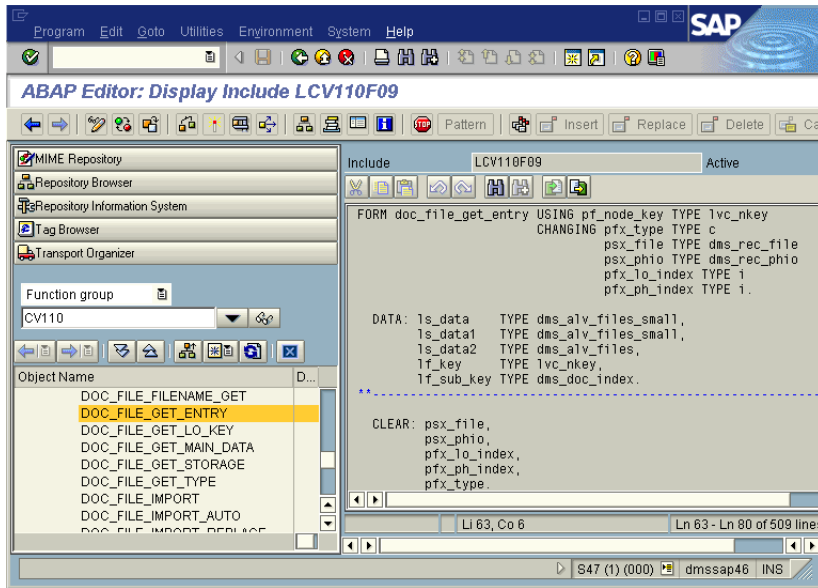 Program Edit Goto Utilities Environment System Help
SAP
ABAP Editor: Display Include LCV110F09
STOP Pattern Insert Replace Delete
MIME Repository
Repository Browser
Repository Information System
Tag Browser
Transport Organizer
Function group
CV110
Object Name D...
DOC_FILE_FILENAME_GET
DOC_FILE_GET_ENTRY
DOC_FILE_GET_LO_KEY
DOC_FILE_GET_MAIN_DATA
DOC_FILE_GET_STORAGE
DOC_FILE_GET_TYPE
DOC_FILE_IMPORT
DOC_FILE_IMPORT_AUTO
DOC_FILE_IMPORT_REPLACE
Include LCV110F09 Active
FORM doc_file_get_entry USING pf_node_key TYPE lvc_nkey
CHANGING pfx_type TYPE c
psx_file TYPE dms_rec_file
psx_phio TYPE dms_rec_phio
pfx_lo_index TYPE i
pfx_ph_index TYPE i.
DATA: ls_data TYPE dms_alv_files_small,
ls_data1 TYPE dms_alv_files_small,
ls_data2 TYPE dms_alv_files,
lf_key TYPE lvc_nkey,
lf_sub_key TYPE dms_doc_index.
**------------------------------------------------------------
CLEAR: psx_file,
psx_phio,
pfx_lo_index,
pfx_ph_index,
pfx_type.
Li 63, Co 6 Ln 63 - Ln 80 of 509 lines
S47 (1) (000) dmssap46 INS